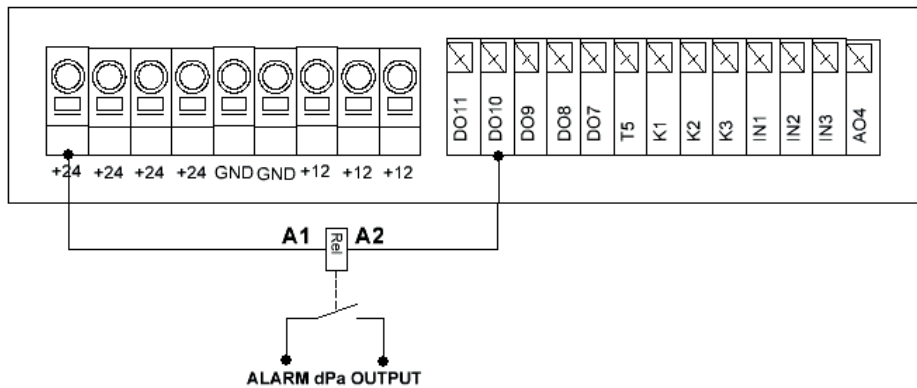 DO11 DO10 DO9 DO8 DO7 T5 K1 K2 K3 IN1 IN2 IN3 AO4
+24 +24 +24 +24 GND GND +12 +12 +12
A1 Rel A2
ALARM dPa OUTPUT